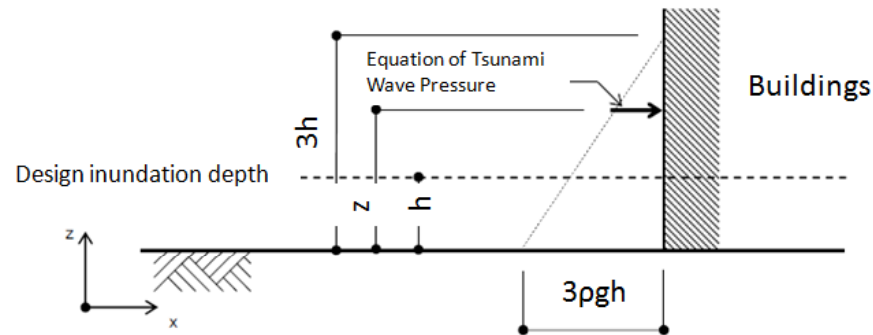 Equation of Tsunami
Wave Pressure
Buildings
3h
Design inundation depth
z
h
z
x
3ρgh